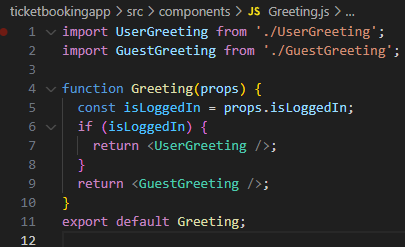 ticketbookingapp > src > components > JS Greeting.js > ...
1 import UserGreeting from './UserGreeting';
2 import GuestGreeting from './GuestGreeting';
3
4 function Greeting(props) {
5 const isLoggedIn = props.isLoggedIn;
6 if (isLoggedIn) {
7 return <UserGreeting />;
8 }
9 return <GuestGreeting />;
10 }
11 export default Greeting;
12